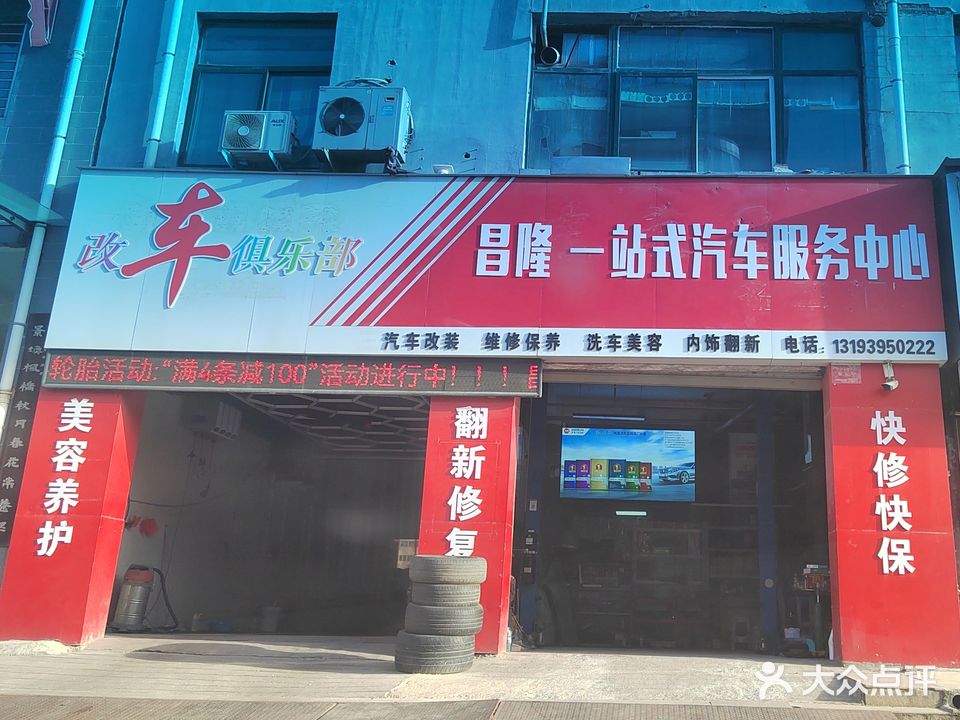 改车俱乐部
昌隆 一站式汽车服务中心
汽车改装 维修保养 洗车美容 内饰翻新 电话:13193950222
轮胎活动:“满4条减100”活动进行中!!!
美容养护
翻新修复
快修快保
大众点评